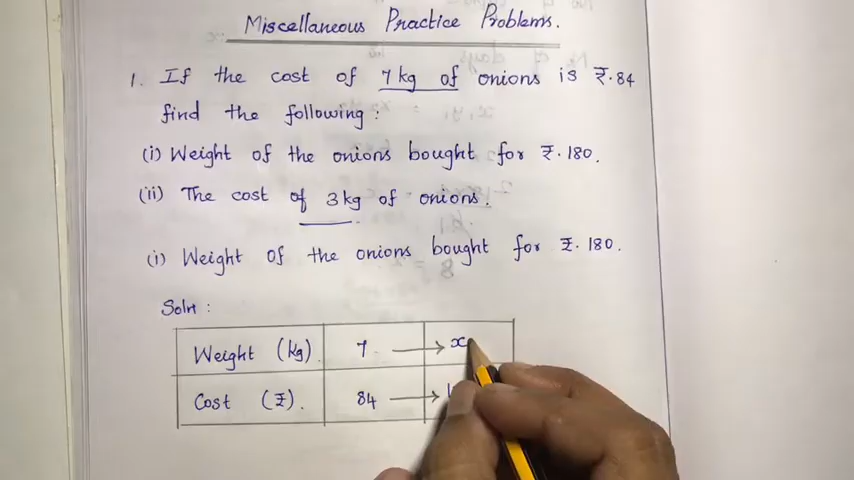 Miscellaneous Practice Problems.
1. If the cost of 7 kg of onions is ₹.84
find the following :
(i) Weight of the onions bought for ₹.180.
(ii) The cost of 3 kg of onions.
(i) Weight of the onions bought for ₹.180.
Soln :
Weight (kg) 7 → x
Cost (₹). 84 →